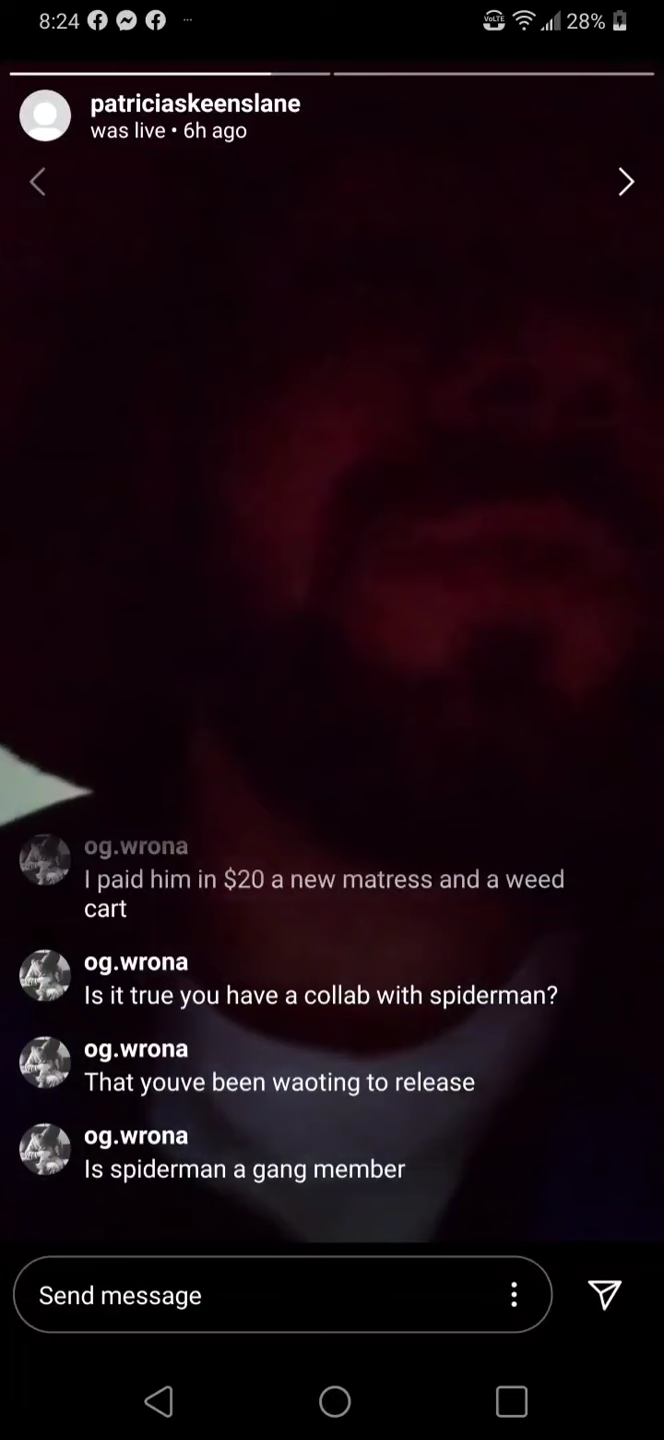 8:24 ... VoLTE 28%
patriciaskeenslane
was live • 6h ago
og.wrona
I paid him in $20 a new matress and a weed
cart
og.wrona
Is it true you have a collab with spiderman?
og.wrona
That youve been waoting to release
og.wrona
Is spiderman a gang member
Send message